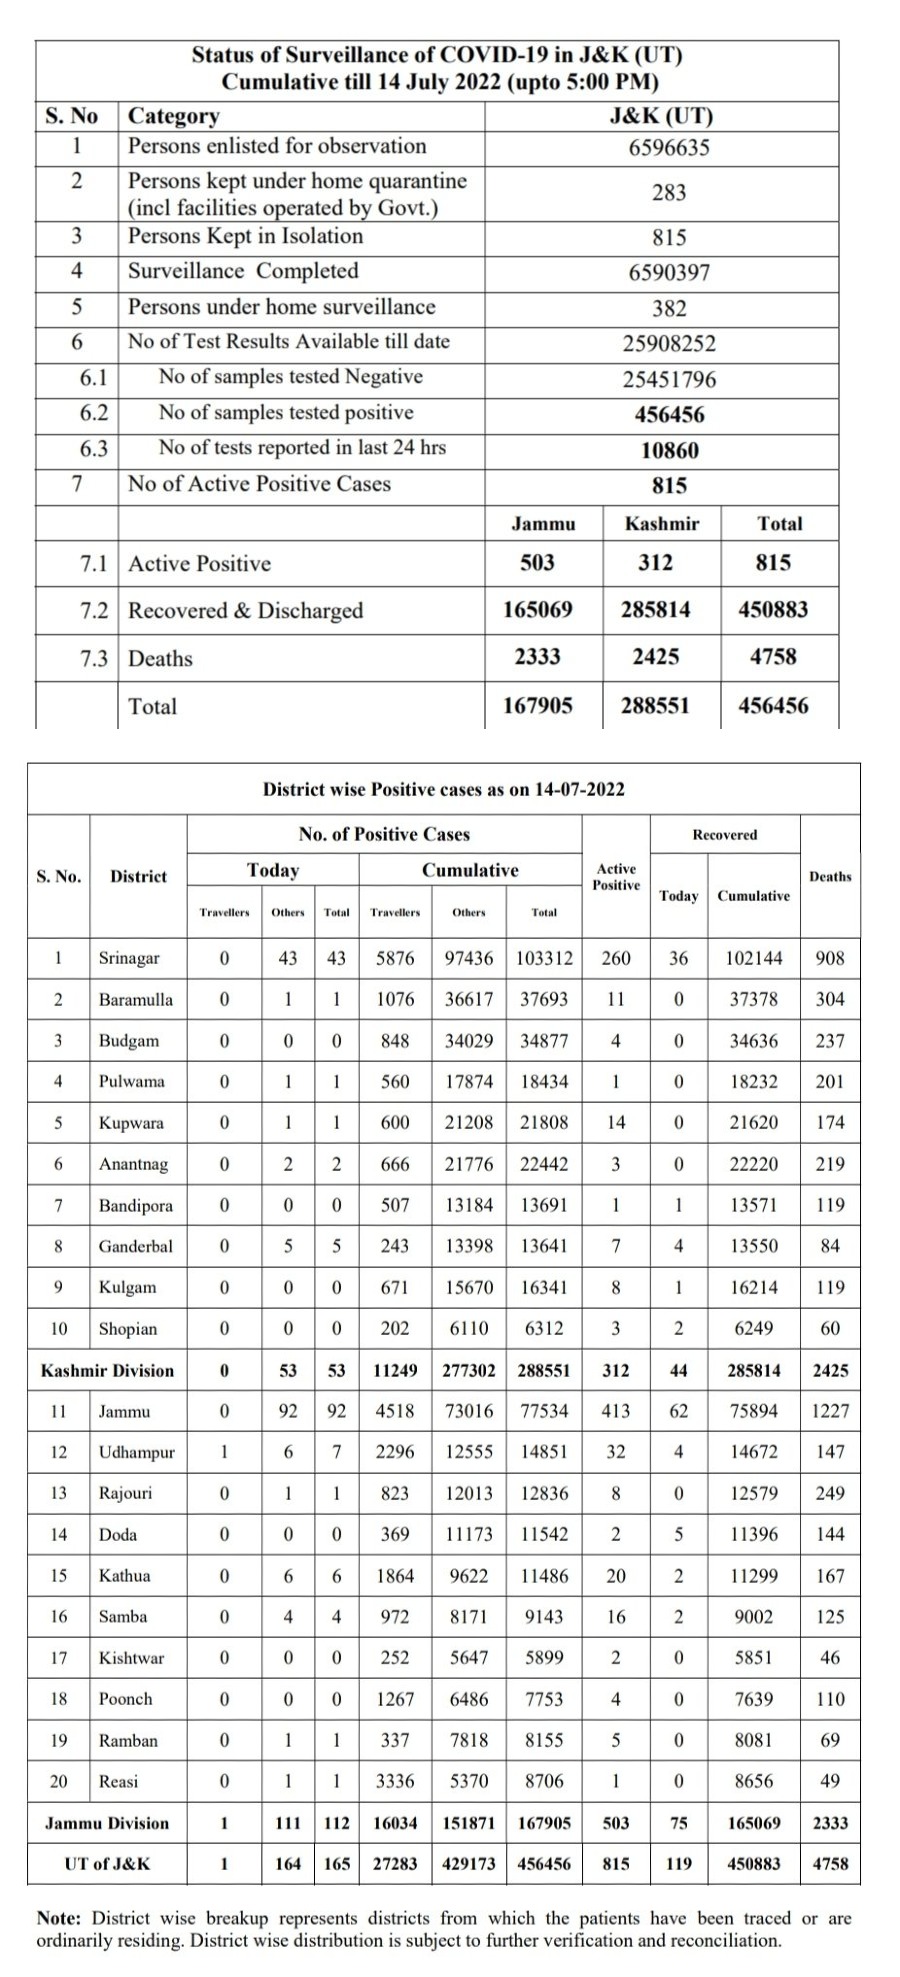 Status of Surveillance of COVID-19 in J&K (UT)
Cumulative till 14 July 2022 (upto 5:00 PM)
S. No Category J&K (UT)
1 Persons enlisted for observation 6596635
2 Persons kept under home quarantine
(incl facilities operated by Govt.) 283
3 Persons Kept in Isolation 815
4 Surveillance Completed 6590397
5 Persons under home surveillance 382
6 No of Test Results Available till date 25908252
6.1 No of samples tested Negative 25451796
6.2 No of samples tested positive 456456
6.3 No of tests reported in last 24 hrs 10860
7 No of Active Positive Cases 815
Jammu Kashmir Total
7.1 Active Positive 503 312 815
7.2 Recovered & Discharged 165069 285814 450883
7.3 Deaths 2333 2425 4758
Total 167905 288551 456456
District wise Positive cases as on 14-07-2022
S. No. District No. of Positive Cases Active Positive Recovered Deaths
Today Cumulative Today Cumulative
Travellers Others Total Travellers Others Total
1 Srinagar 0 43 43 5876 97436 103312 260 36 102144 908
2 Baramulla 0 1 1 1076 36617 37693 11 0 37378 304
3 Budgam 0 0 0 848 34029 34877 4 0 34636 237
4 Pulwama 0 1 1 560 17874 18434 1 0 18232 201
5 Kupwara 0 1 1 600 21208 21808 14 0 21620 174
6 Anantnag 0 2 2 666 21776 22442 3 0 22220 219
7 Bandipora 0 0 0 507 13184 13691 1 1 13571 119
8 Ganderbal 0 5 5 243 13398 13641 7 4 13550 84
9 Kulgam 0 0 0 671 15670 16341 8 1 16214 119
10 Shopian 0 0 0 202 6110 6312 3 2 6249 60
Kashmir Division 0 53 53 11249 277302 288551 312 44 285814 2425
11 Jammu 0 92 92 4518 73016 77534 413 62 75894 1227
12 Udhampur 1 6 7 2296 12555 14851 32 4 14672 147
13 Rajouri 0 1 1 823 12013 12836 8 0 12579 249
14 Doda 0 0 0 369 11173 11542 2 5 11396 144
15 Kathua 0 6 6 1864 9622 11486 20 2 11299 167
16 Samba 0 4 4 972 8171 9143 16 2 9002 125
17 Kishtwar 0 0 0 252 5647 5899 2 0 5851 46
18 Poonch 0 0 0 1267 6486 7753 4 0 7639 110
19 Ramban 0 1 1 337 7818 8155 5 0 8081 69
20 Reasi 0 1 1 3336 5370 8706 1 0 8656 49
Jammu Division 1 111 112 16034 151871 167905 503 75 165069 2333
UT of J&K 1 164 165 27283 429173 456456 815 119 450883 4758
Note: District wise breakup represents districts from which the patients have been traced or are
ordinarily residing. District wise distribution is subject to further verification and reconciliation.